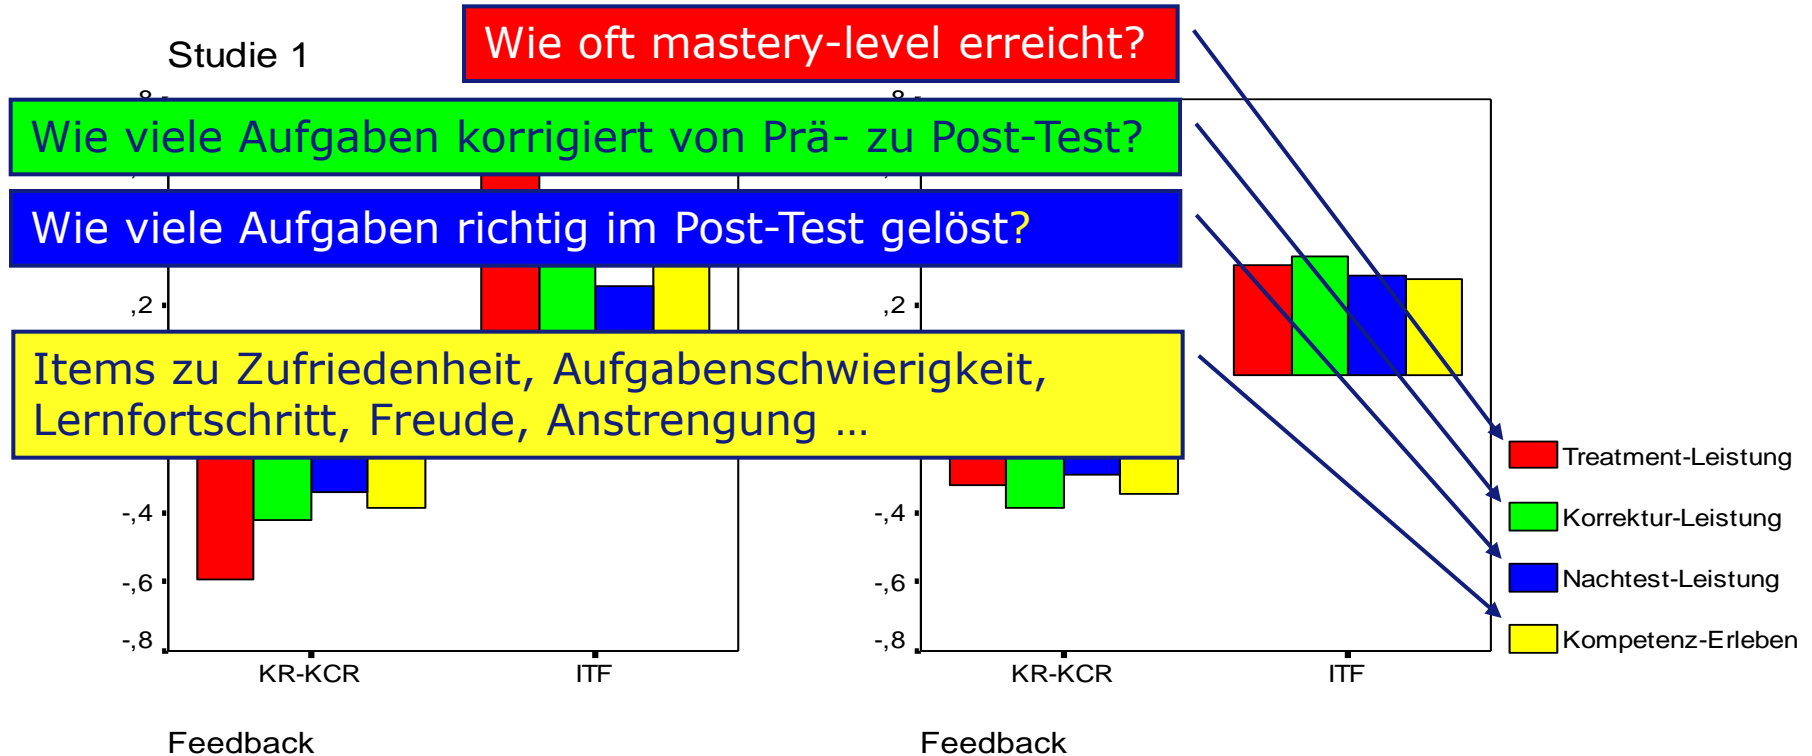 Studie 1
Wie oft mastery-level erreicht?
Wie viele Aufgaben korrigiert von Prä- zu Post-Test?
Wie viele Aufgaben richtig im Post-Test gelöst?
Items zu Zufriedenheit, Aufgabenschwierigkeit,
Lernfortschritt, Freude, Anstrengung ...
,2
-,4
-,6
-,8
KR-KCR
ITF
Feedback
,2
-,4
-,6
-,8
KR-KCR
ITF
Feedback
Treatment-Leistung
Korrektur-Leistung
Nachtest-Leistung
Kompetenz-Erleben